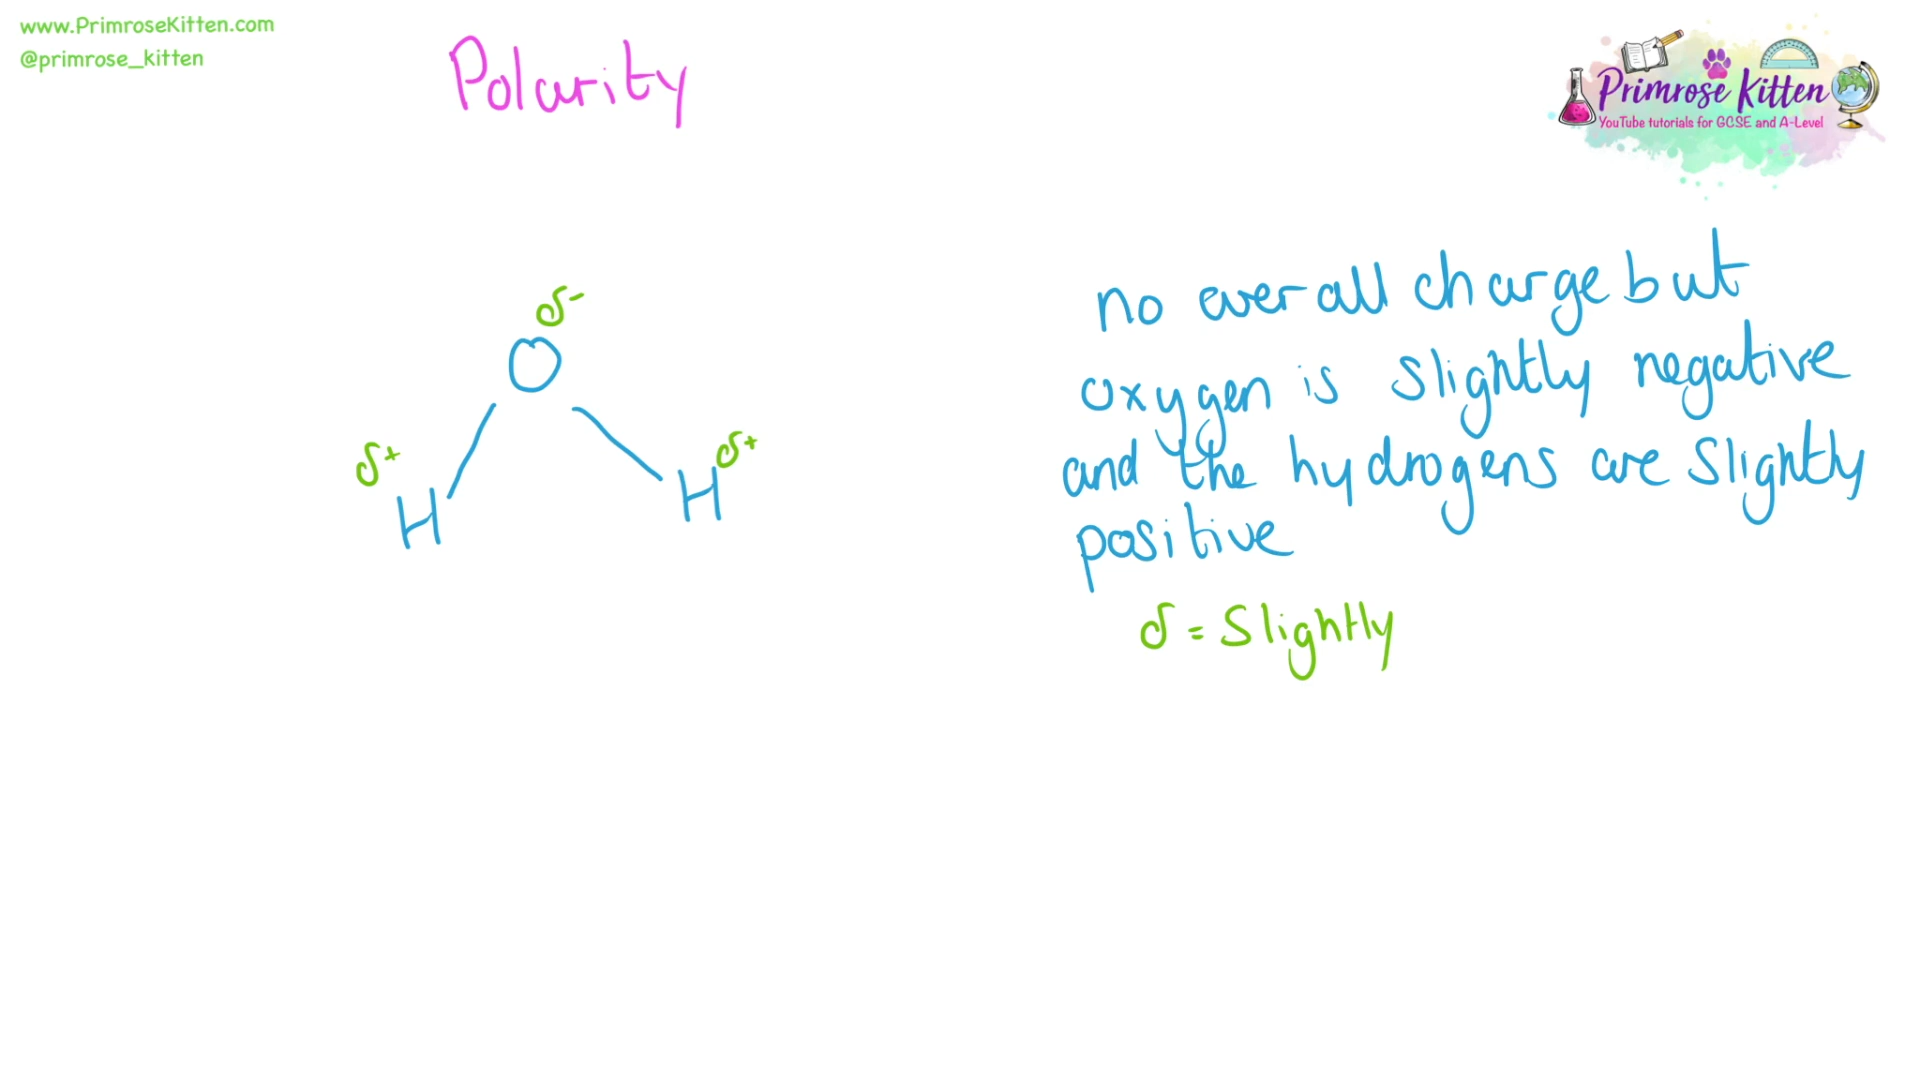 www.PrimroseKitten.com
@primrose_kitten
Polarity
Primrose Kitten
YouTube tutorials for GCSE and A-Level
δ-
O
δ+
H
H
δ+
no overall charge but
oxygen is slightly negative
and the hydrogens are slightly
positive
δ = slightly